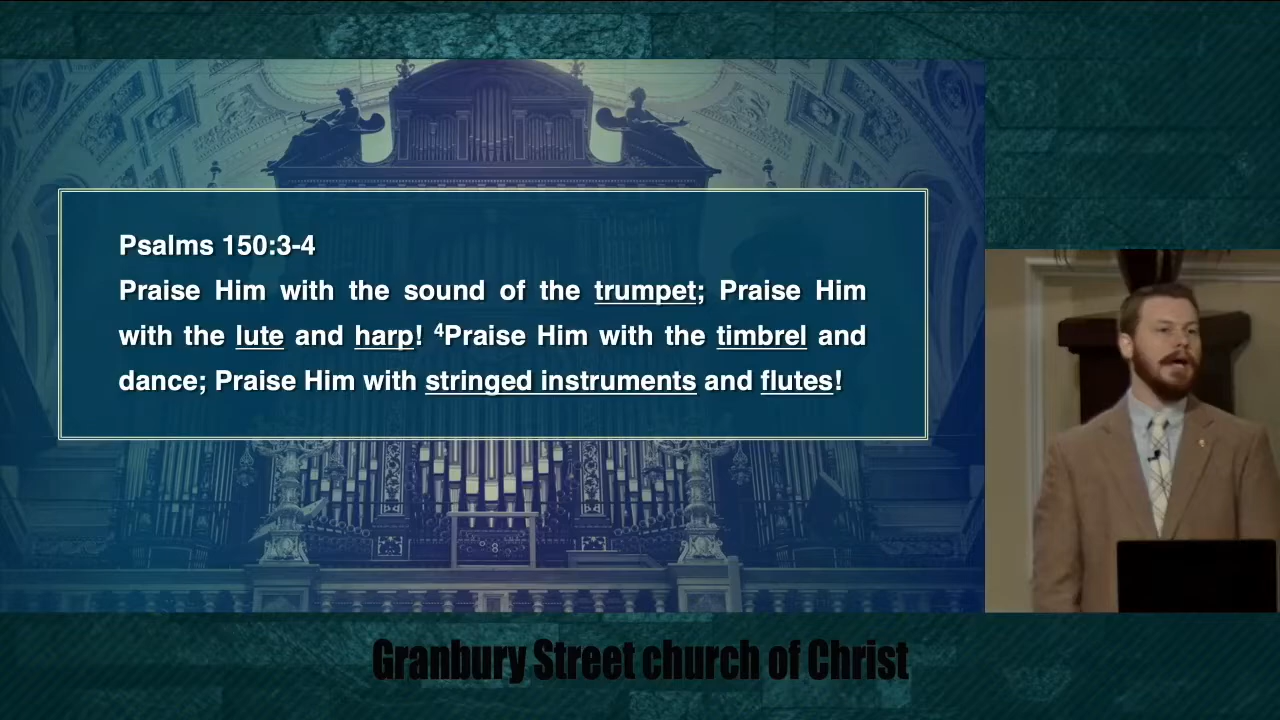 Psalms 150:3-4
Praise Him with the sound of the trumpet; Praise Him
with the lute and harp! ⁴Praise Him with the timbrel and
dance; Praise Him with stringed instruments and flutes!
Granbury Street church of Christ